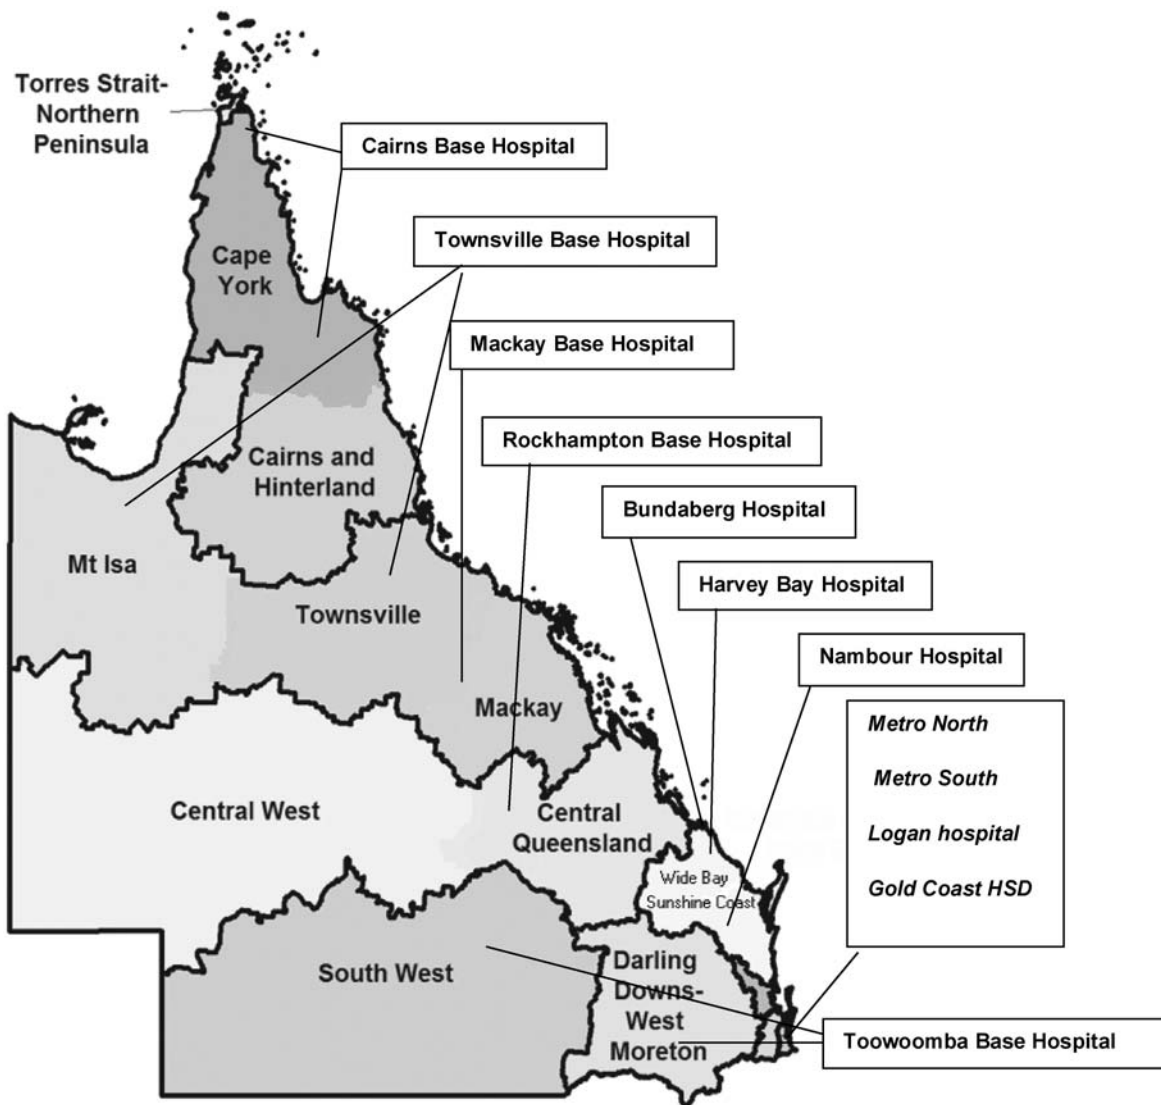 Torres Strait-
Northern
Peninsula
Cairns Base Hospital
Townsville Base Hospital
Cape
York
Mackay Base Hospital
Rockhampton Base Hospital
Cairns and
Hinterland
Bundaberg Hospital
Mt Isa
Harvey Bay Hospital
Townsville
Nambour Hospital
Mackay
Metro North
Metro South
Logan hospital
Gold Coast HSD
Central West
Central
Queensland
Wide Bay
Sunshine Coast
South West
Darling
Downs-
West
Moreton
Toowoomba Base Hospital